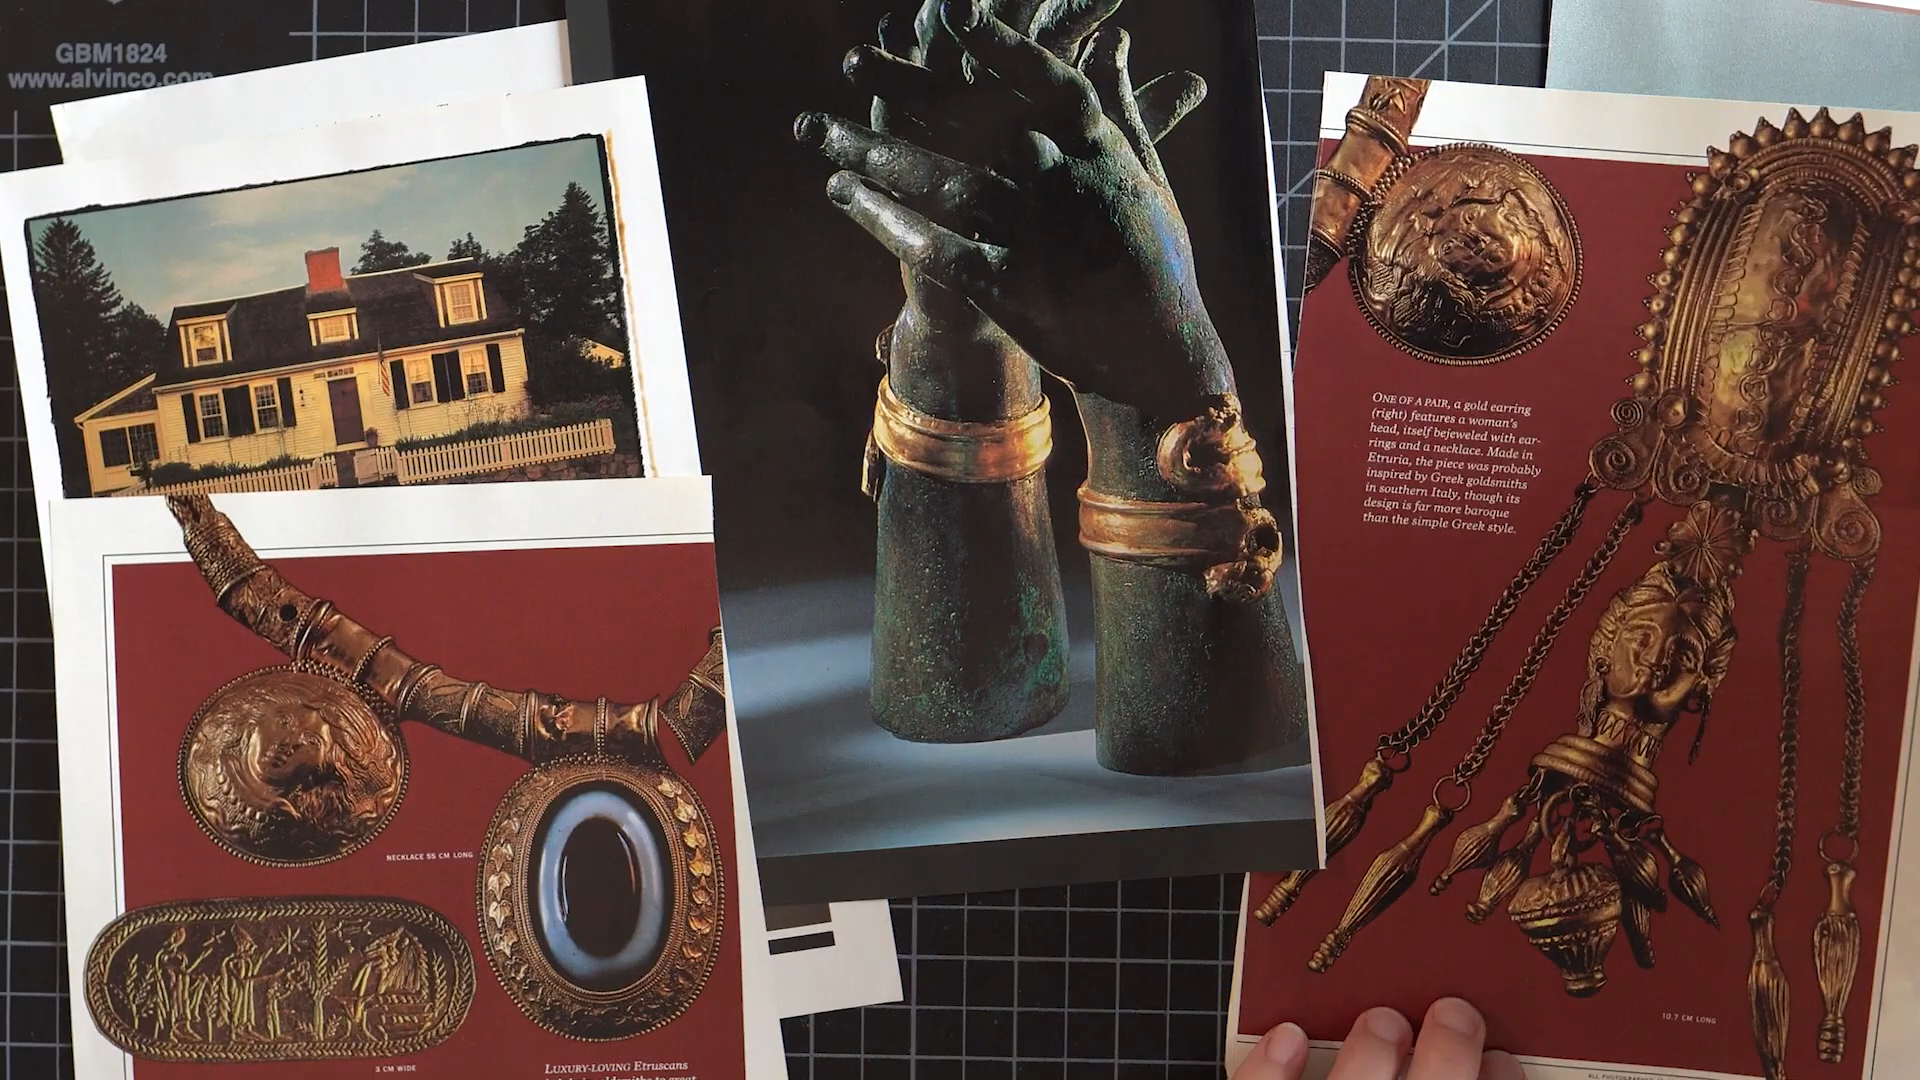 GBM1824
www.alvinco.com
ONE OF A PAIR, a gold earring
(right) features a woman's
head, itself bejeweled with ear-
rings and a necklace. Made in
Etruria, the piece was probably
inspired by Greek goldsmiths
in southern Italy, though its
design is far more baroque
than the simple Greek style.
NECKLACE 55 CM LONG
3 CM WIDE
LUXURY-LOVING Etruscans
10.7 CM LONG
ALL PHOTOGRAPHED